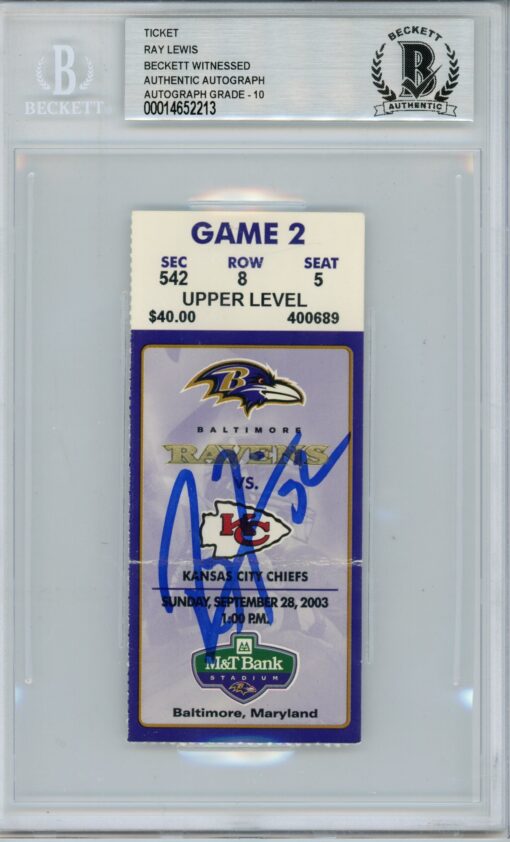 TICKET
RAY LEWIS
BECKETT WITNESSED
AUTHENTIC AUTOGRAPH
AUTOGRAPH GRADE - 10
00014652213
B
BECKETT
BECKETT
B
AUTHENTIC
GAME 2
SEC ROW SEAT
542 8 5
UPPER LEVEL
$40.00 400689
B
BALTIMORE
RAVENS
VS.
KC
KANSAS CITY CHIEFS
SUNDAY, SEPTEMBER 28, 2003
1:00 P.M.
M&T Bank
STADIUM
Baltimore, Maryland
52